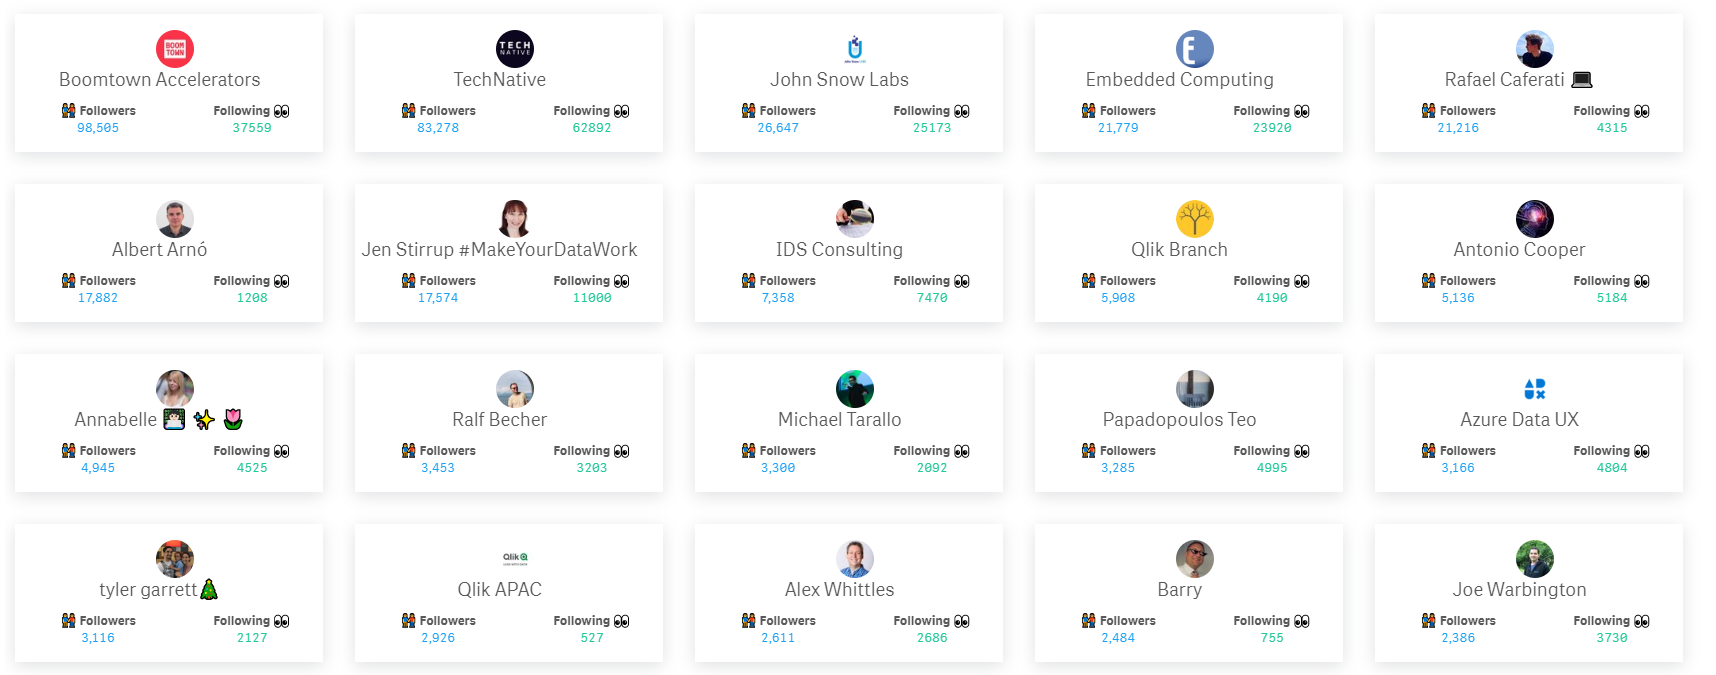 BOOM
TOWN
TECH
NATIVE
E
Boomtown Accelerators
TechNative
John Snow Labs
Embedded Computing
Rafael Caferati 💻
Followers Following 👀
98,505 37559
Followers Following 👀
83,278 62892
Followers Following 👀
26,647 25173
Followers Following 👀
21,779 23920
Followers Following 👀
21,216 4315
Albert Arnó
Jen Stirrup #MakeYourDataWork
IDS Consulting
Qlik Branch
Antonio Cooper
Followers Following 👀
17,882 1208
Followers Following 👀
17,574 11000
Followers Following 👀
7,358 7470
Followers Following 👀
5,908 4190
Followers Following 👀
5,136 5184
Annabelle 👩🏻‍💻 ✨ 🌷
Ralf Becher
Michael Tarallo
Papadopoulos Teo
Azure Data UX
Followers Following 👀
4,945 4525
Followers Following 👀
3,453 3203
Followers Following 👀
3,300 2092
Followers Following 👀
3,285 4995
Followers Following 👀
3,166 4804
Qlik
tyler garrett🎄
Qlik APAC
Alex Whittles
Barry
Joe Warbington
Followers Following 👀
3,116 2127
Followers Following 👀
2,926 527
Followers Following 👀
2,611 2686
Followers Following 👀
2,484 755
Followers Following 👀
2,386 3730